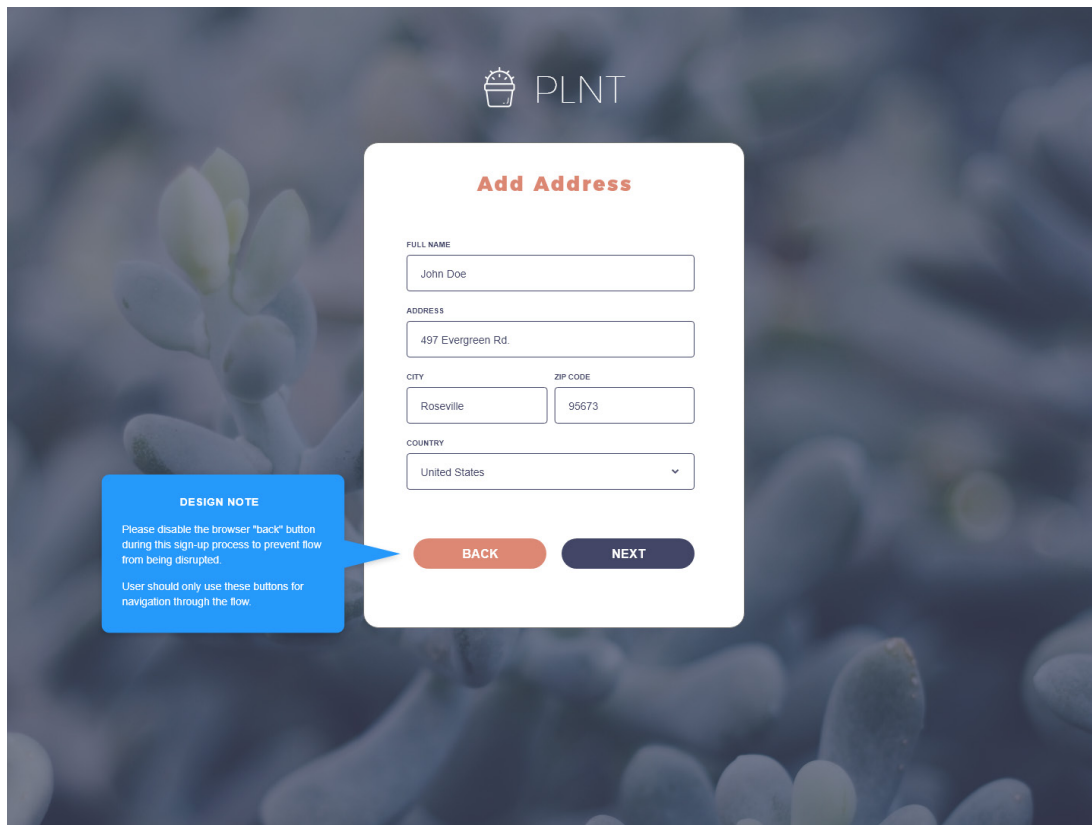 PLNT
Add Address
FULL NAME
John Doe
ADDRESS
497 Evergreen Rd.
CITY
ZIP CODE
Roseville
95673
COUNTRY
United States
DESIGN NOTE
Please disable the browser "back" button
during this sign-up process to prevent flow
from being disrupted.
User should only use these buttons for
navigation through the flow.
BACK
NEXT